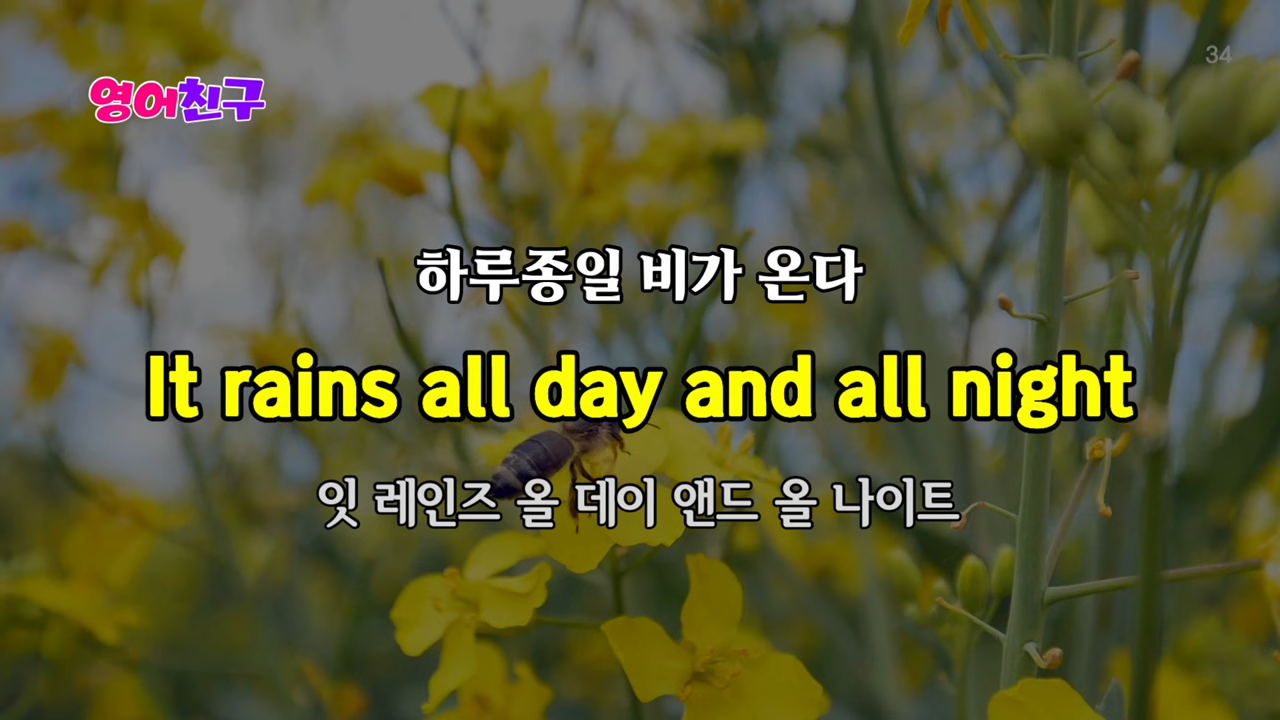 34
영어친구
하루종일 비가 온다
It rains all day and all night
잇 레인즈 올 데이 앤드 올 나이트